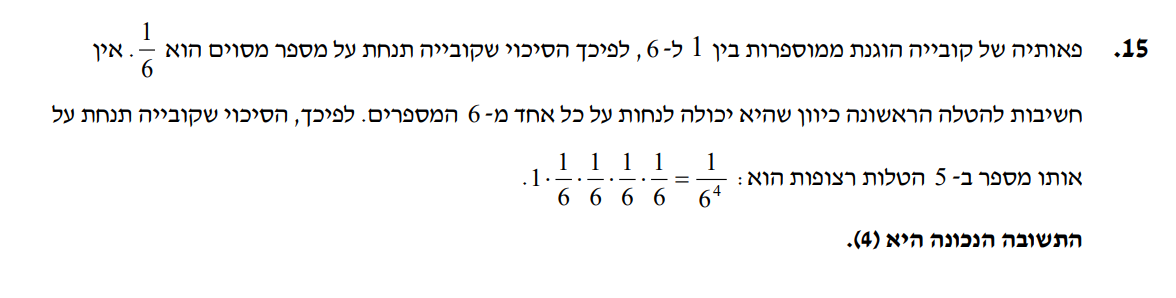 15. פאותיה של קובייה הוגנת ממוספרות בין 1 ל- 6, לפיכך הסיכוי שקובייה תנחת על מספר מסוים הוא 1/6. אין
חשיבות להטלה הראשונה כיוון שהיא יכולה לנחות על כל אחד מ- 6 המספרים. לפיכך, הסיכוי שקובייה תנחת על
אותו מספר ב- 5 הטלות רצופות הוא: 1 · 1/6 · 1/6 · 1/6 · 1/6 = 1/6⁴.
התשובה הנכונה היא (4).